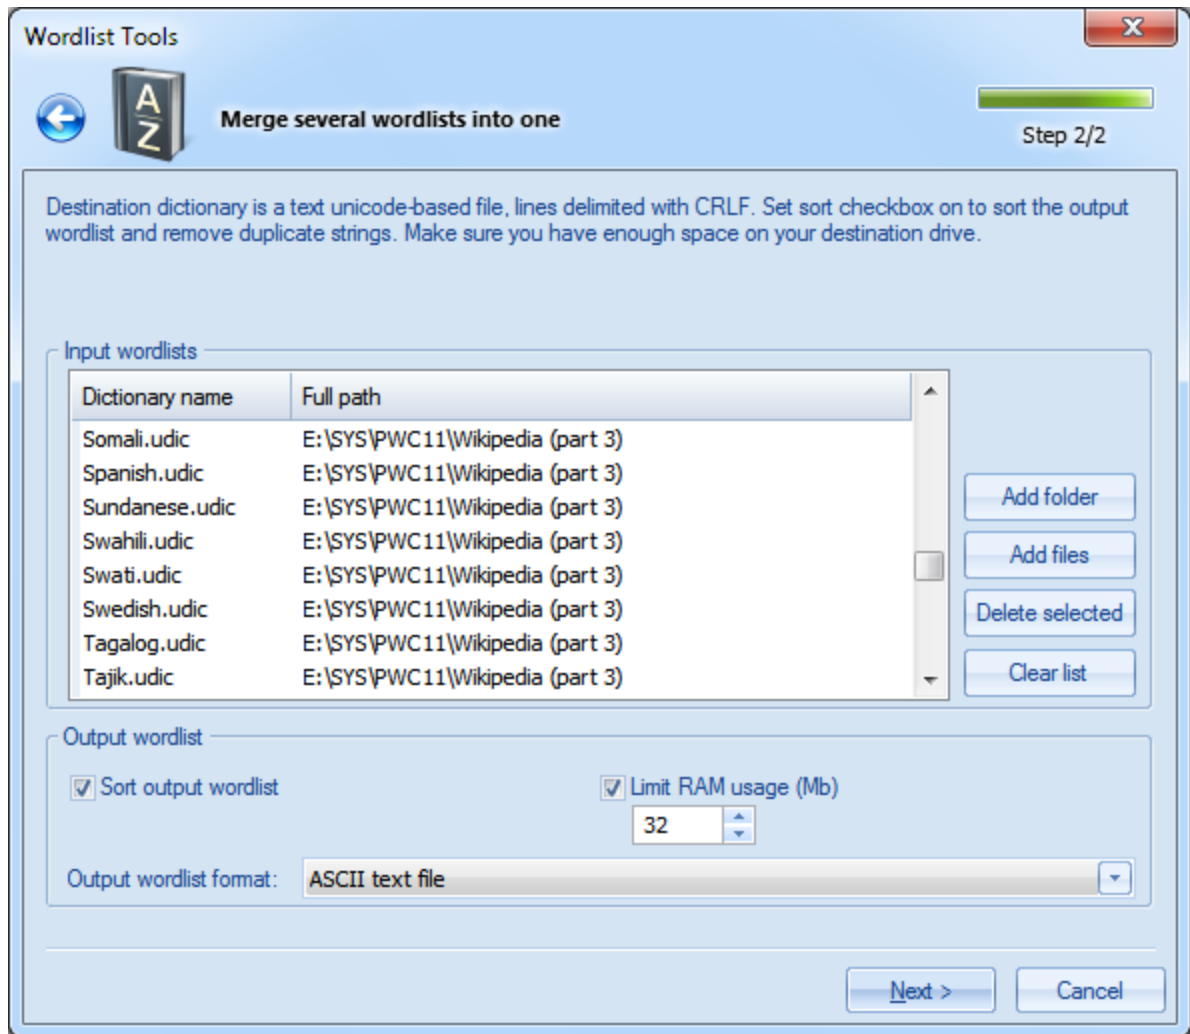 Wordlist Tools
A
Z
Merge several wordlists into one
Step 2/2
Destination dictionary is a text unicode-based file, lines delimited with CRLF. Set sort checkbox on to sort the output
wordlist and remove duplicate strings. Make sure you have enough space on your destination drive.
Input wordlists
Dictionary name Full path
Somali.udic E:\SYS\PWC11\Wikipedia (part 3)
Spanish.udic E:\SYS\PWC11\Wikipedia (part 3)
Sundanese.udic E:\SYS\PWC11\Wikipedia (part 3)
Swahili.udic E:\SYS\PWC11\Wikipedia (part 3)
Swati.udic E:\SYS\PWC11\Wikipedia (part 3)
Swedish.udic E:\SYS\PWC11\Wikipedia (part 3)
Tagalog.udic E:\SYS\PWC11\Wikipedia (part 3)
Tajik.udic E:\SYS\PWC11\Wikipedia (part 3)
Add folder
Add files
Delete selected
Clear list
Output wordlist
Sort output wordlist Limit RAM usage (Mb)
32
Output wordlist format: ASCII text file
Next > Cancel